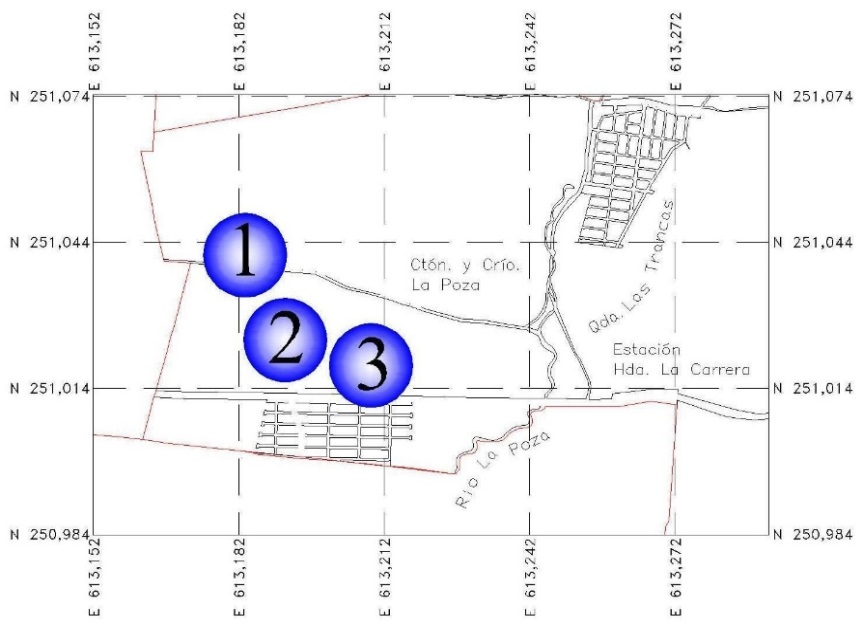 E 613,152
E 613,182
E 613,212
E 613,242
E 613,272
N 251,074
N 251,074
N 251,044
N 251,044
1
Ctón. y Crío.
La Poza
Qda. Las Trancas
2
3
Estación
Hda. La Carrera
N 251,014
N 251,014
Rio La Poza
N 250,984
N 250,984
E 613,152
E 613,182
E 613,212
E 613,242
E 613,272